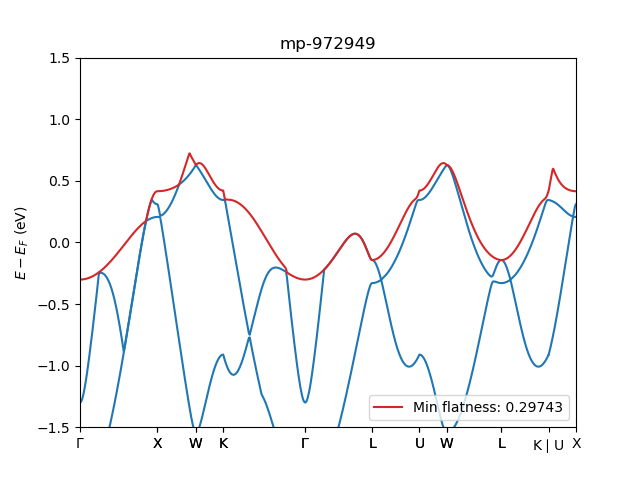 mp-972949
E − E_F (eV)
1.5
1.0
0.5
0.0
−0.5
−1.0
−1.5
Min flatness: 0.29743
Γ X W K Γ L U W L K | U X